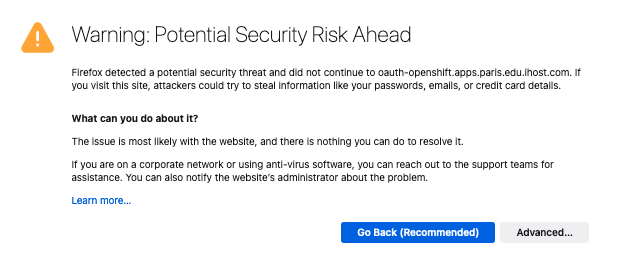 Warning: Potential Security Risk Ahead
Firefox detected a potential security threat and did not continue to oauth-openshift.apps.paris.edu.ihost.com. If
you visit this site, attackers could try to steal information like your passwords, emails, or credit card details.
What can you do about it?
The issue is most likely with the website, and there is nothing you can do to resolve it.
If you are on a corporate network or using anti-virus software, you can reach out to the support teams for
assistance. You can also notify the website’s administrator about the problem.
Learn more...
Go Back (Recommended)
Advanced...